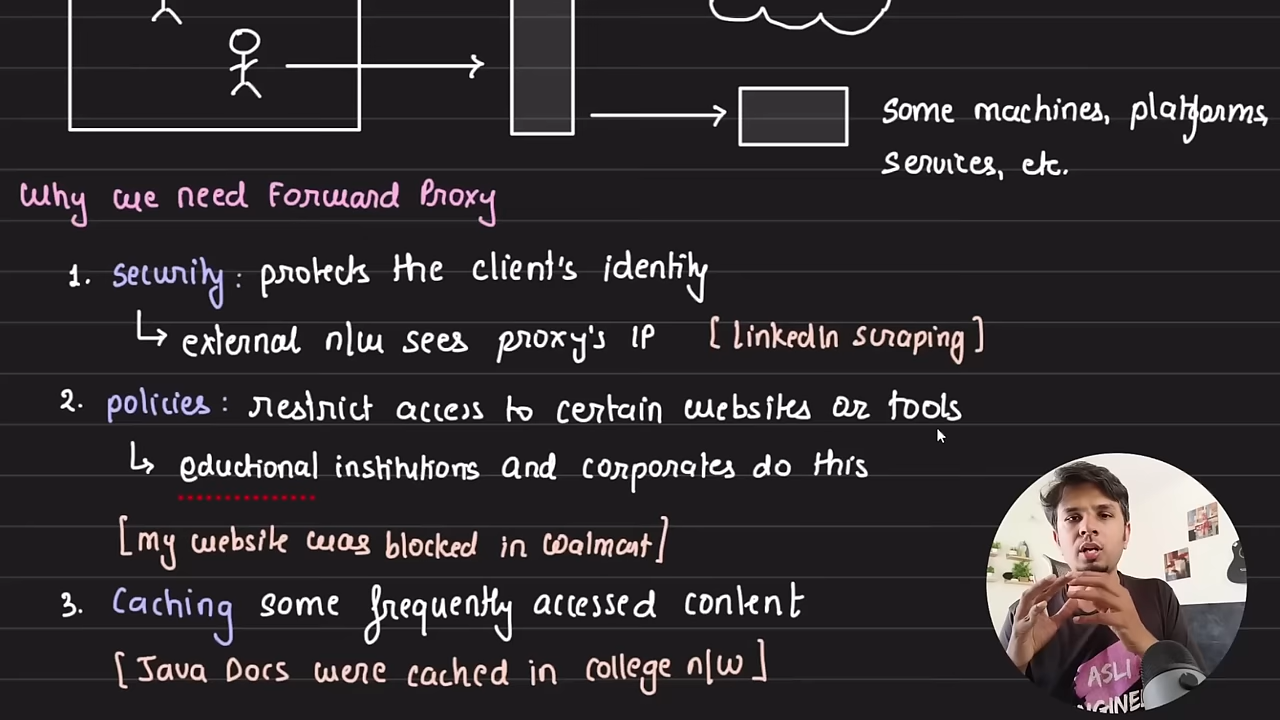 Some machines, platforms,
services, etc.
Why we need Forward Proxy
1. security: protects the client's identity
↳ external n/w sees proxy's IP [LinkedIn scraping]
2. policies: restrict access to certain websites or tools
↳ eductional institutions and corporates do this
[my website was blocked in Walmart]
3. Caching some frequently accessed content
[Java Docs were cached in college n/w]
ASLI
ENGINE